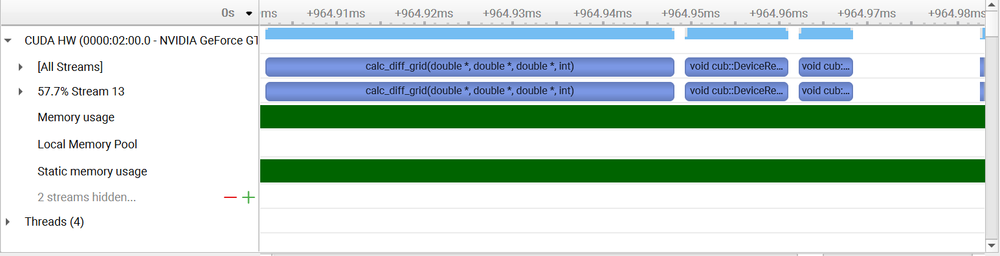 0s ms +964.91ms +964.92ms +964.93ms +964.94ms +964.95ms +964.96ms +964.97ms +964.98ms
CUDA HW (0000:02:00.0 - NVIDIA GeForce GT
[All Streams] calc_diff_grid(double *, double *, double *, int) void cub::DeviceRe... void cub:...
57.7% Stream 13 calc_diff_grid(double *, double *, double *, int) void cub::DeviceRe... void cub:...
Memory usage
Local Memory Pool
Static memory usage
2 streams hidden...
Threads (4)